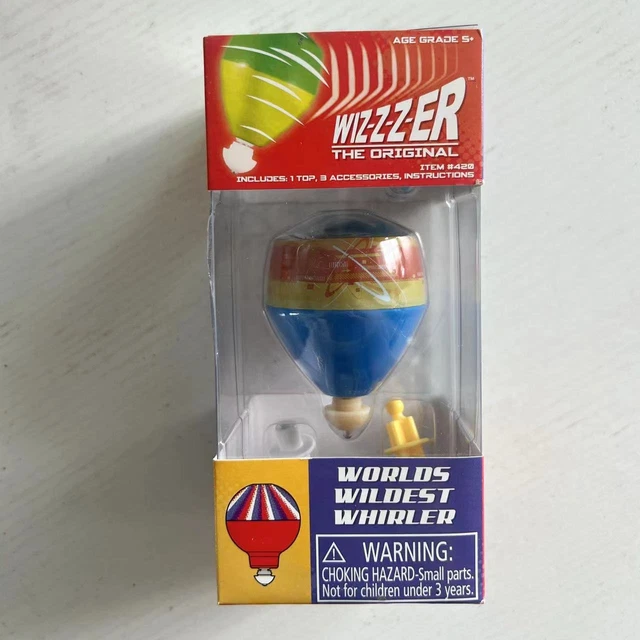 AGE GRADE 5+
WIZ-Z-Z-ER™
THE ORIGINAL
ITEM #420
INCLUDES: 1 TOP, 3 ACCESSORIES, INSTRUCTIONS
WORLDS
WILDEST
WHIRLER
⚠ WARNING:
CHOKING HAZARD-Small parts.
Not for children under 3 years.